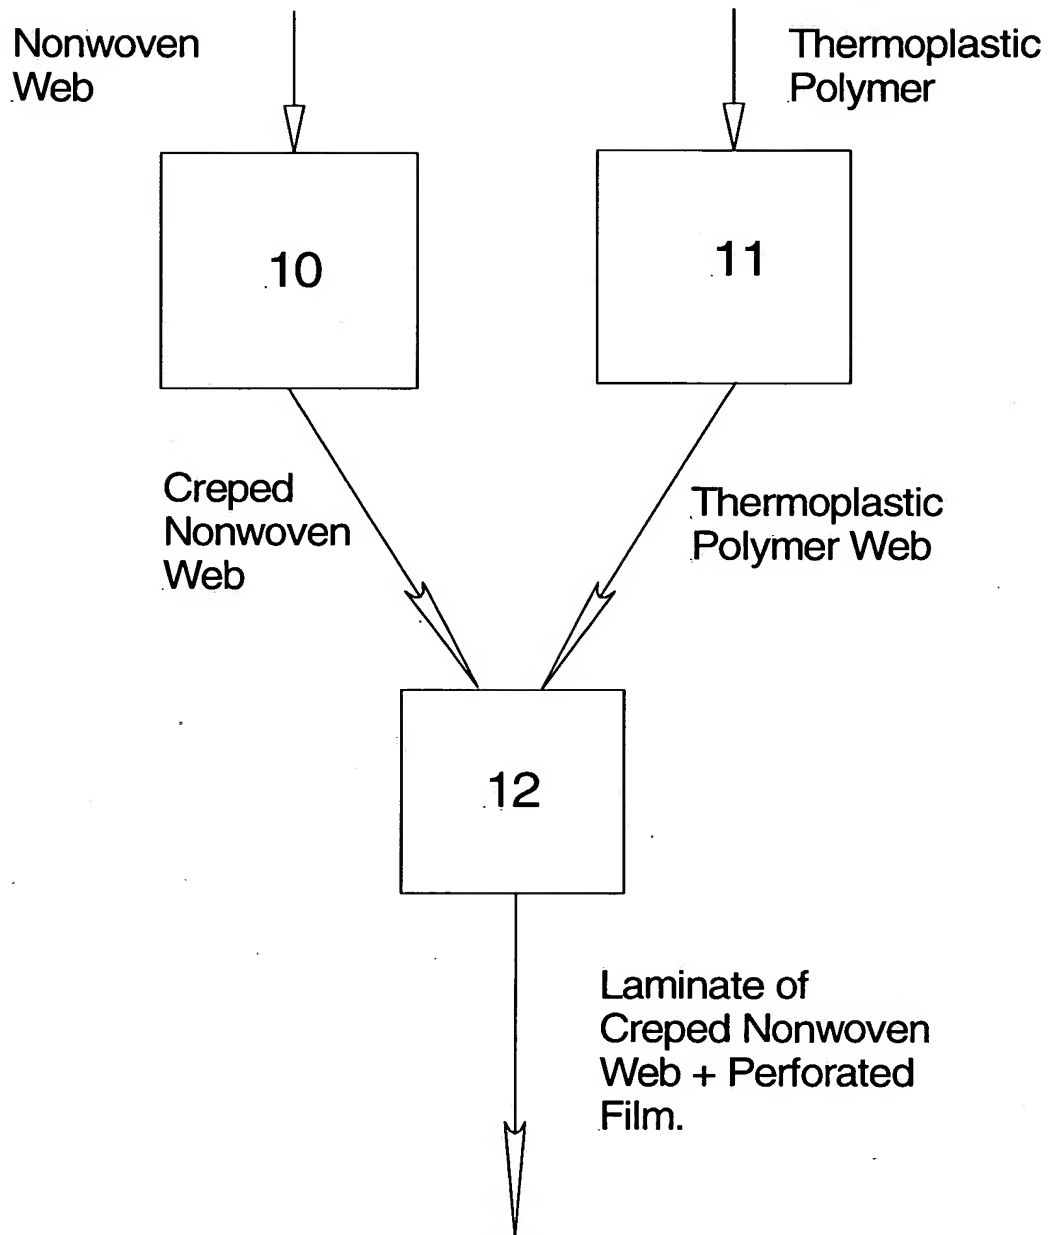 Nonwoven
Web
Thermoplastic
Polymer
10
11
Creped
Nonwoven
Web
Thermoplastic
Polymer Web
12
Laminate of
Creped Nonwoven
Web + Perforated
Film.